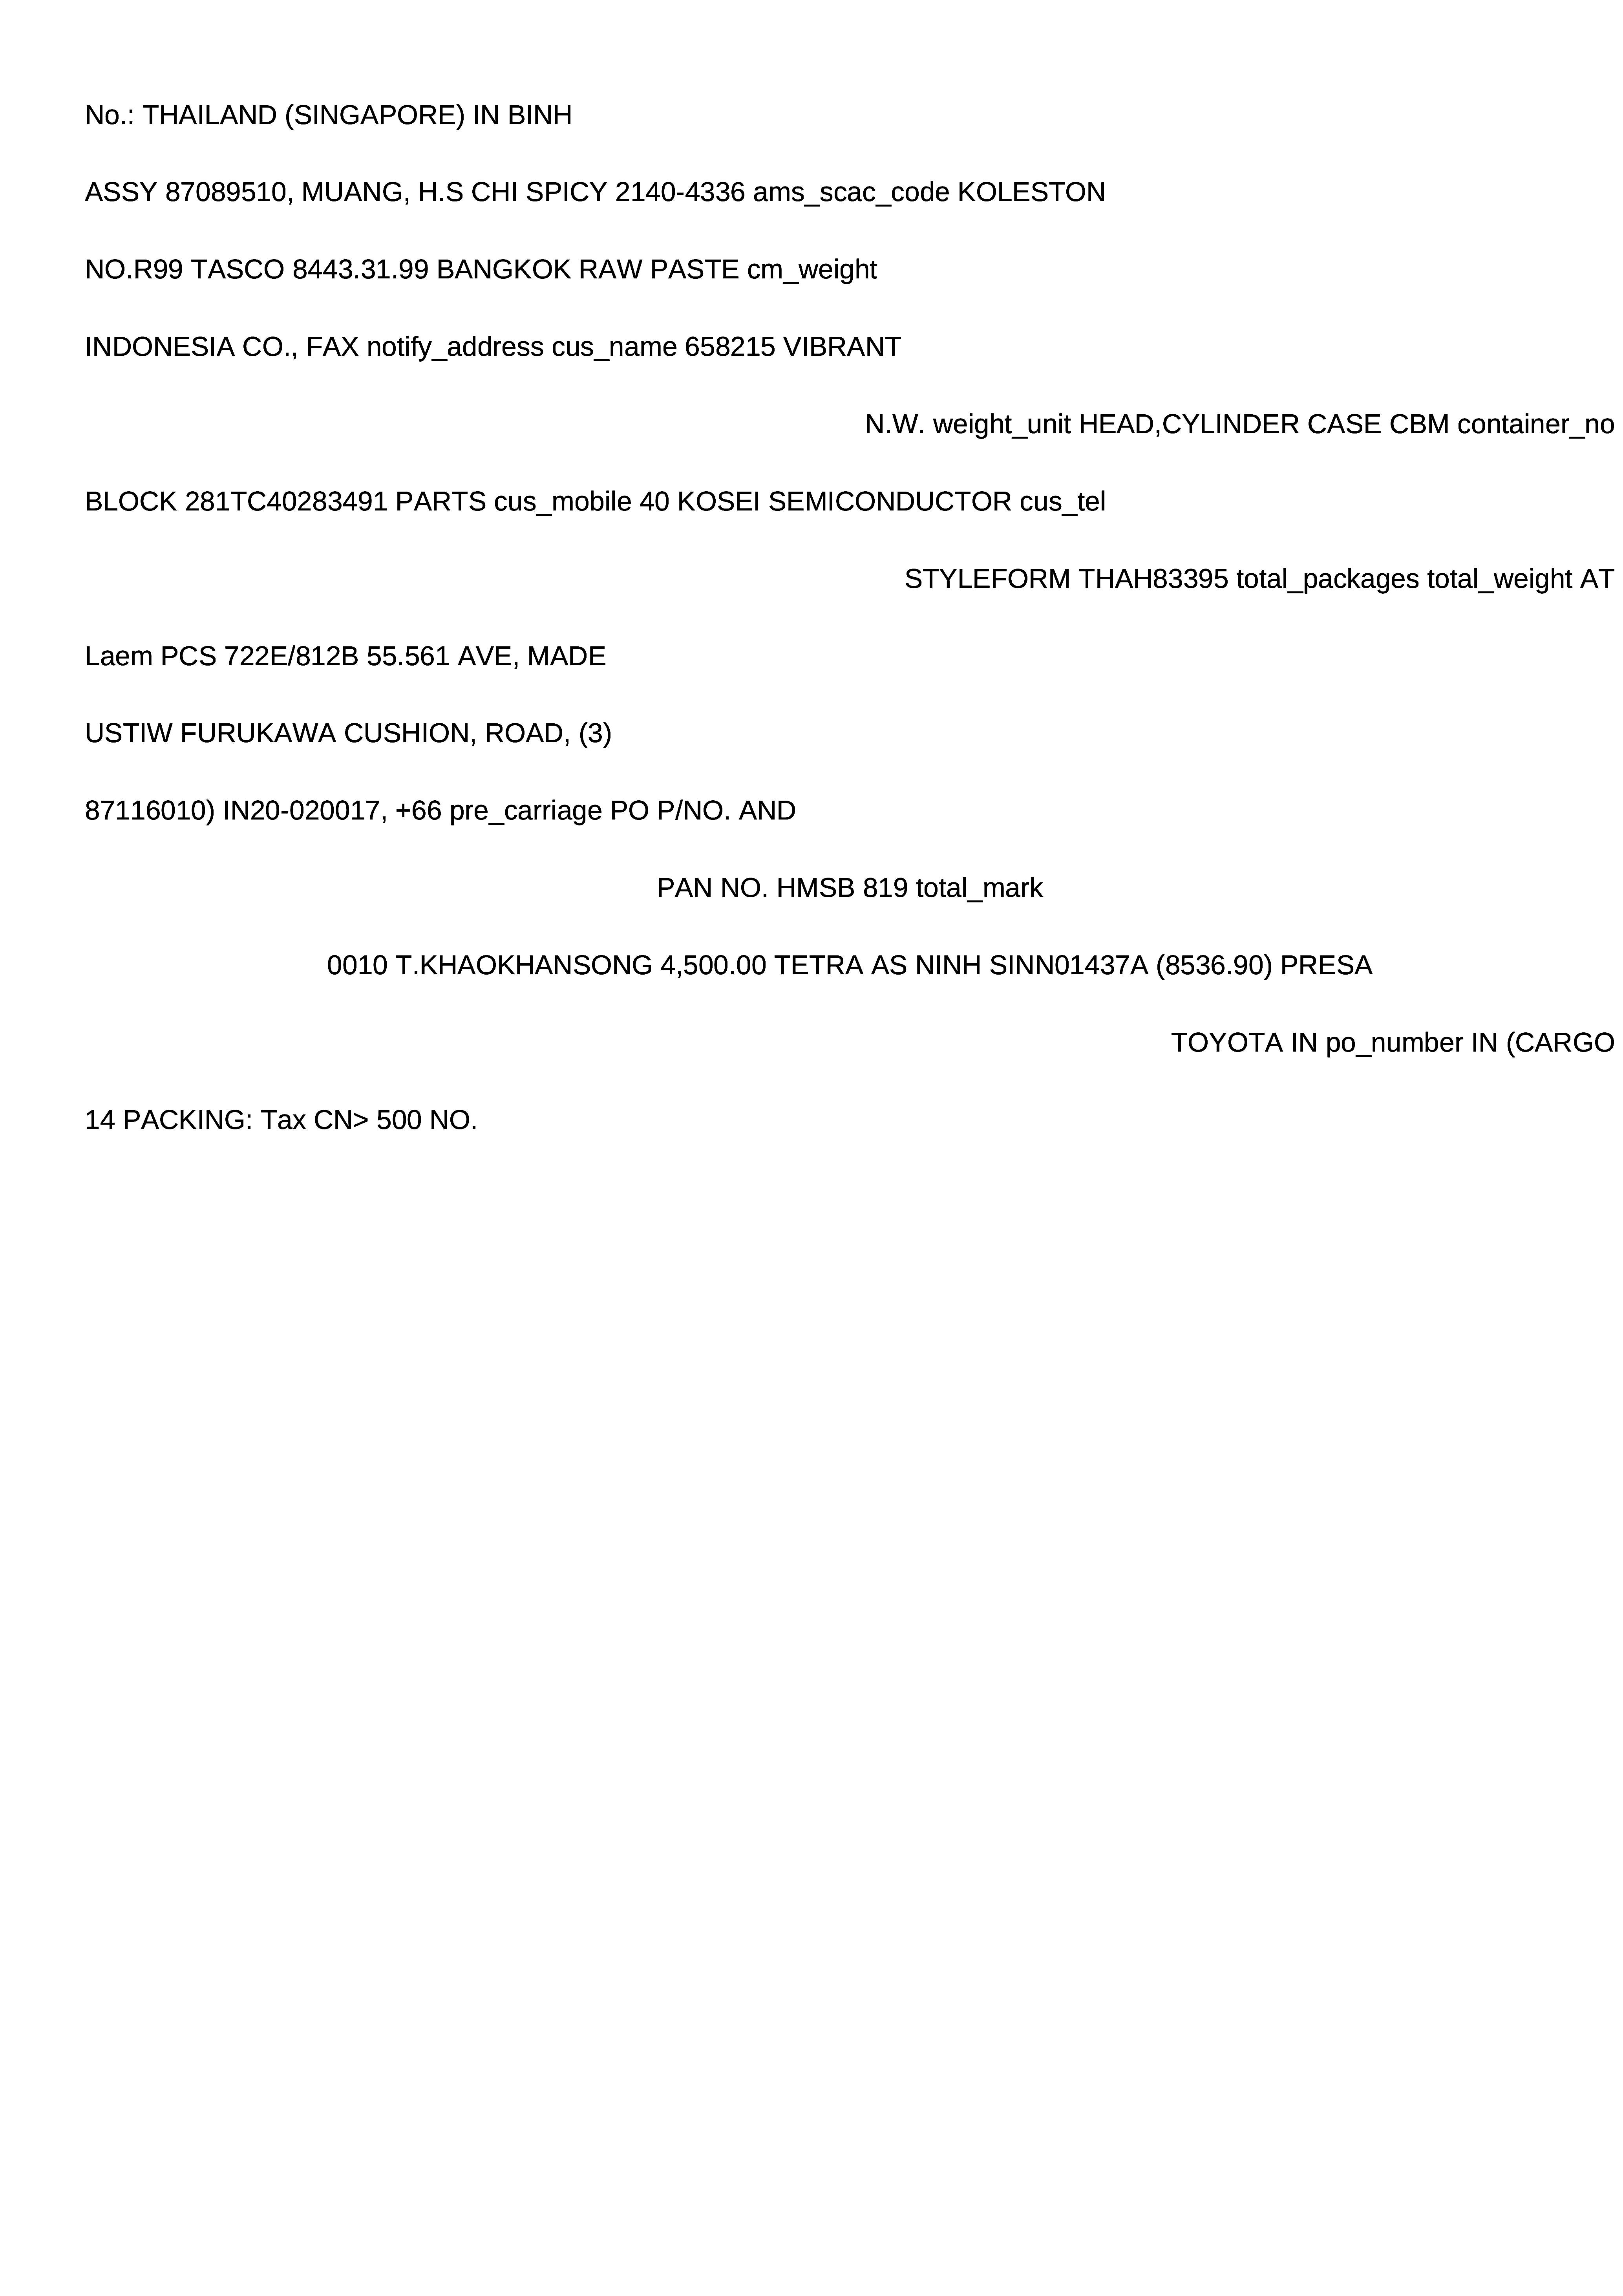 No.: THAILAND (SINGAPORE) IN BINH
ASSY 87089510, MUANG, H.S CHI SPICY 2140-4336 ams_scac_code KOLESTON
NO.R99 TASCO 8443.31.99 BANGKOK RAW PASTE cm_weight
INDONESIA CO., FAX notify_address cus_name 658215 VIBRANT
N.W. weight_unit HEAD,CYLINDER CASE CBM container_no
BLOCK 281TC40283491 PARTS cus_mobile 40 KOSEI SEMICONDUCTOR cus_tel
STYLEFORM THAH83395 total_packages total_weight AT
Laem PCS 722E/812B 55.561 AVE, MADE
USTIW FURUKAWA CUSHION, ROAD, (3)
87116010) IN20-020017, +66 pre_carriage PO P/NO. AND
PAN NO. HMSB 819 total_mark
0010 T.KHAOKHANSONG 4,500.00 TETRA AS NINH SINN01437A (8536.90) PRESA
TOYOTA IN po_number IN (CARGO
14 PACKING: Tax CN> 500 NO.